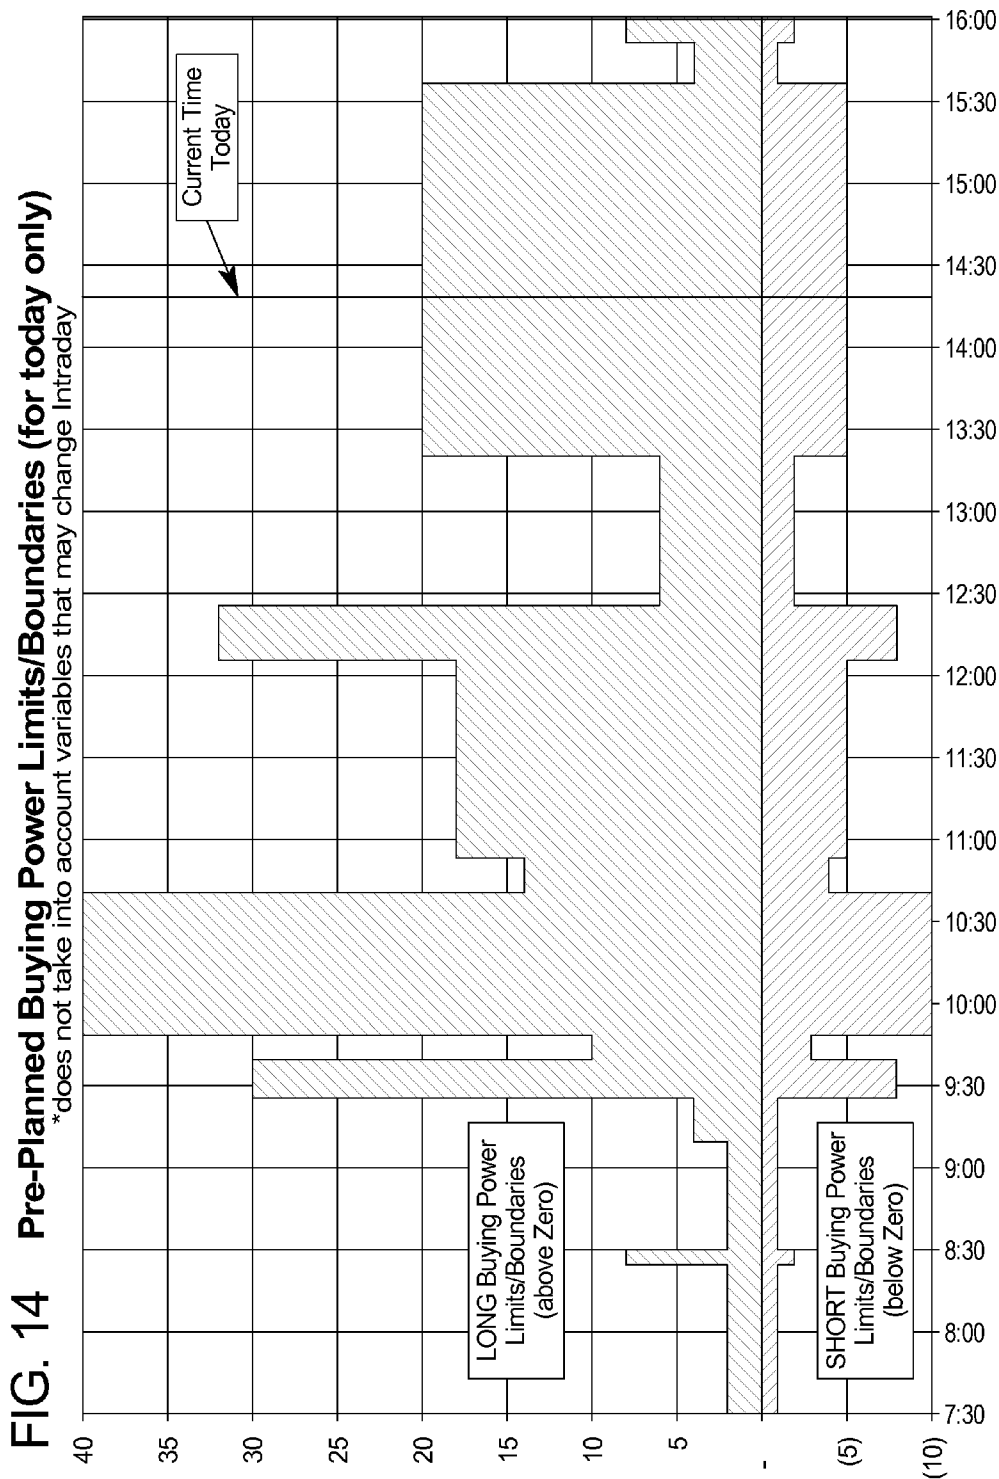 FIG. 14
Pre-Planned Buying Power Limits/Boundaries (for today only)
*does not take into account variables that may change Intraday
40
35
30
25
20
15
10
5
-
(5)
(10)
Current Time
Today
LONG Buying Power
Limits/Boundaries
(above Zero)
SHORT Buying Power
Limits/Boundaries
(below Zero)
7:30
8:00
8:30
9:00
9:30
10:00
10:30
11:00
11:30
12:00
12:30
13:00
13:30
14:00
14:30
15:00
15:30
16:00